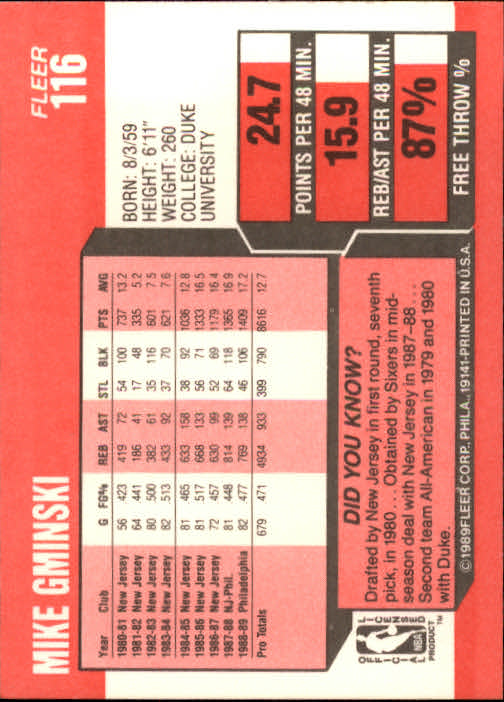 MIKE GMINSKI
FLEER
116
Year Club G FG% REB AST STL BLK PTS AVG
1980-81 New Jersey 56 423 419 72 54 100 737 13.2
1981-82 New Jersey 64 441 186 41 17 48 335 5.2
1982-83 New Jersey 80 500 382 61 35 116 601 7.5
1983-84 New Jersey 82 513 433 92 37 70 621 7.6
1984-85 New Jersey 81 465 633 158 38 92 1036 12.8
1985-86 New Jersey 81 517 668 133 56 71 1333 16.5
1986-87 New Jersey 72 457 630 99 52 69 1179 16.4
1987-88 NJ-Phil. 81 448 814 139 64 118 1365 16.9
1988-89 Philadelphia 82 477 769 138 46 106 1409 17.2
Pro Totals 679 471 4934 933 399 790 8616 12.7
BORN: 8/3/59
HEIGHT: 6'11"
WEIGHT: 260
COLLEGE: DUKE
UNIVERSITY
24.7
POINTS PER 48 MIN.
15.9
REB/AST PER 48 MIN.
87%
FREE THROW %
DID YOU KNOW?
Drafted by New Jersey in first round, seventh
pick, in 1980 . . . Obtained by Sixers in mid-
season deal with New Jersey in 1987-88 . . .
Second team All-American in 1979 and 1980
with Duke.
OFFICIAL LICENSED
NBA
PRODUCT™
©1989 FLEER CORP., PHILA., 19141-PRINTED IN U.S.A.